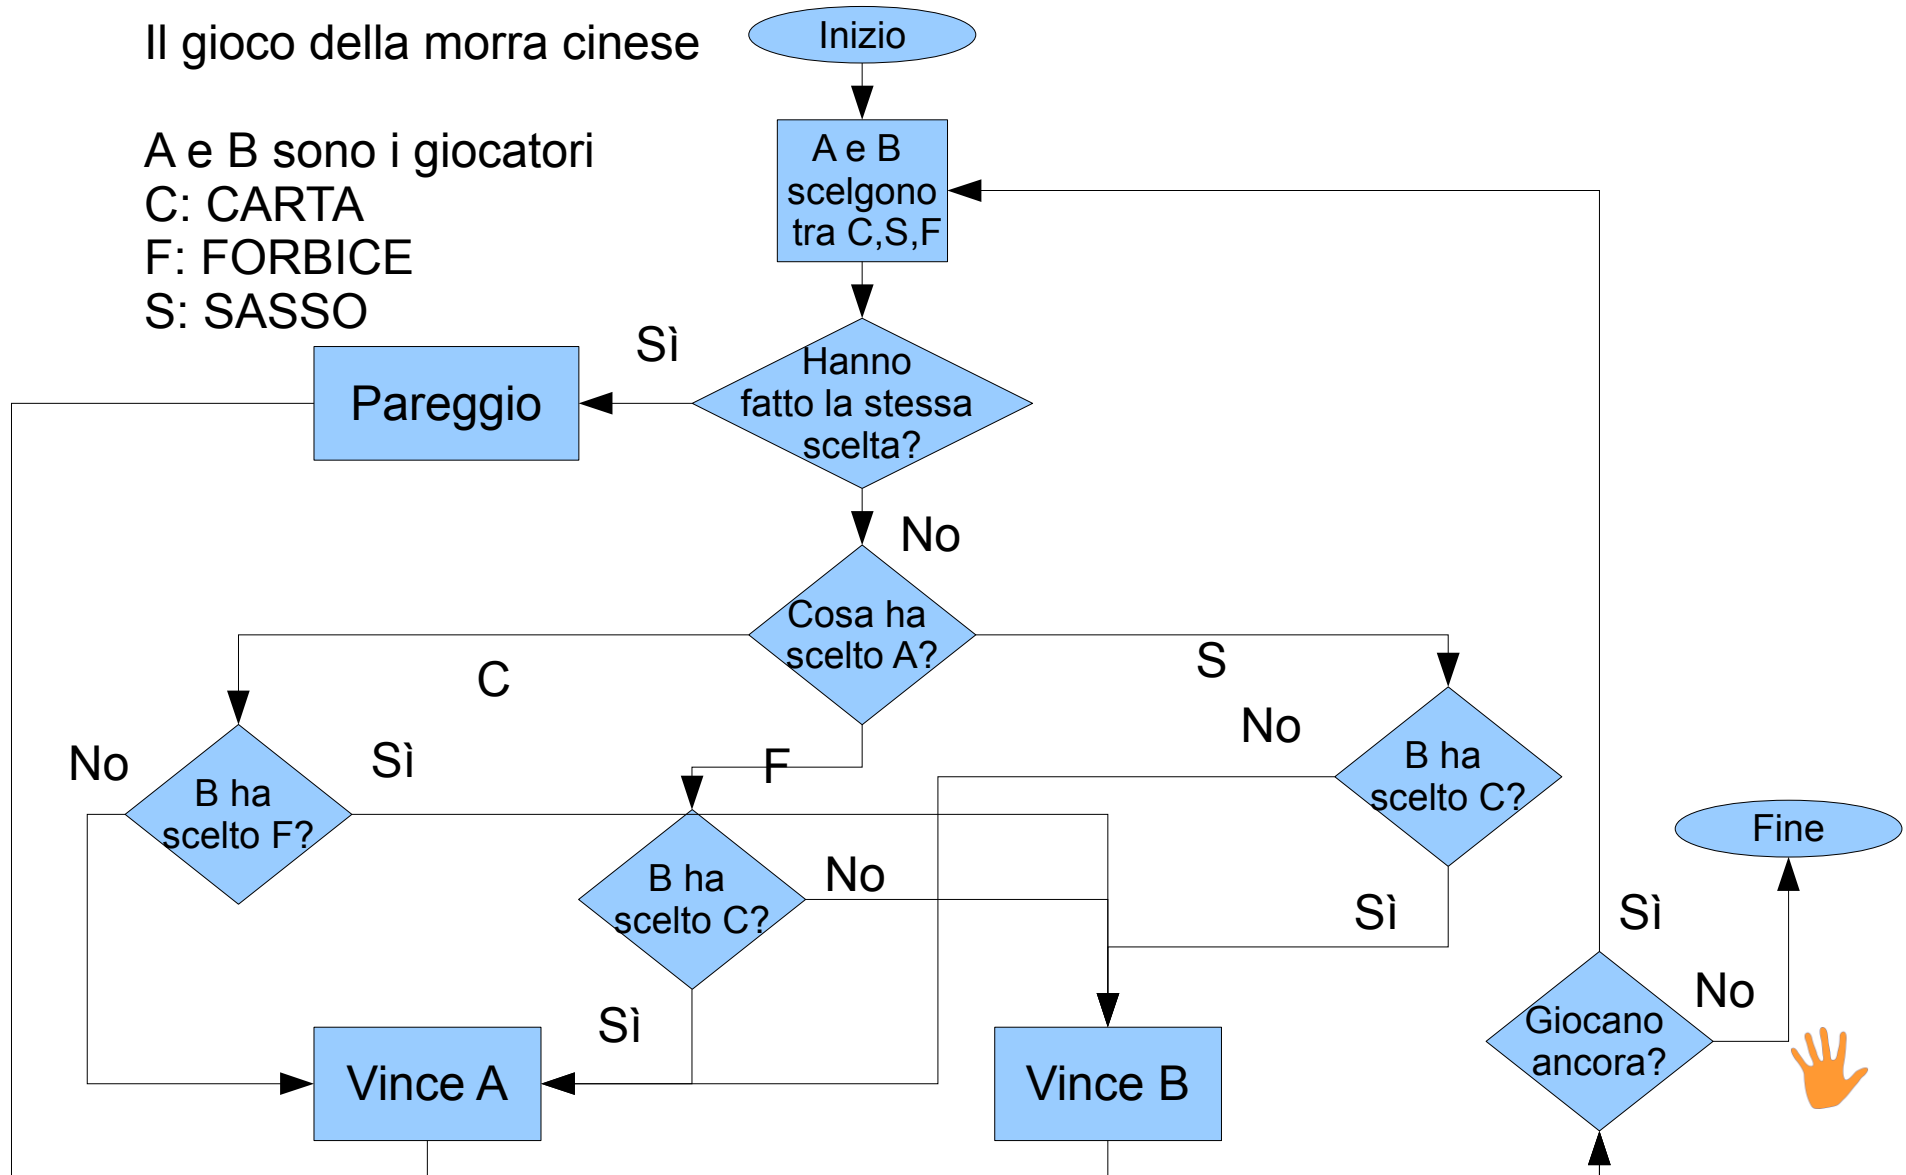 Il gioco della morra cinese
A e B sono i giocatori
C: CARTA
F: FORBICE
S: SASSO
Inizio
A e B
scelgono
tra C,S,F
Hanno
fatto la stessa
scelta?
Sì
Pareggio
No
Cosa ha
scelto A?
C
F
S
No
B ha
scelto F?
Sì
B ha
scelto C?
No
Sì
No
B ha
scelto C?
Sì
Vince A
Vince B
Giocano
ancora?
Sì
No
Fine